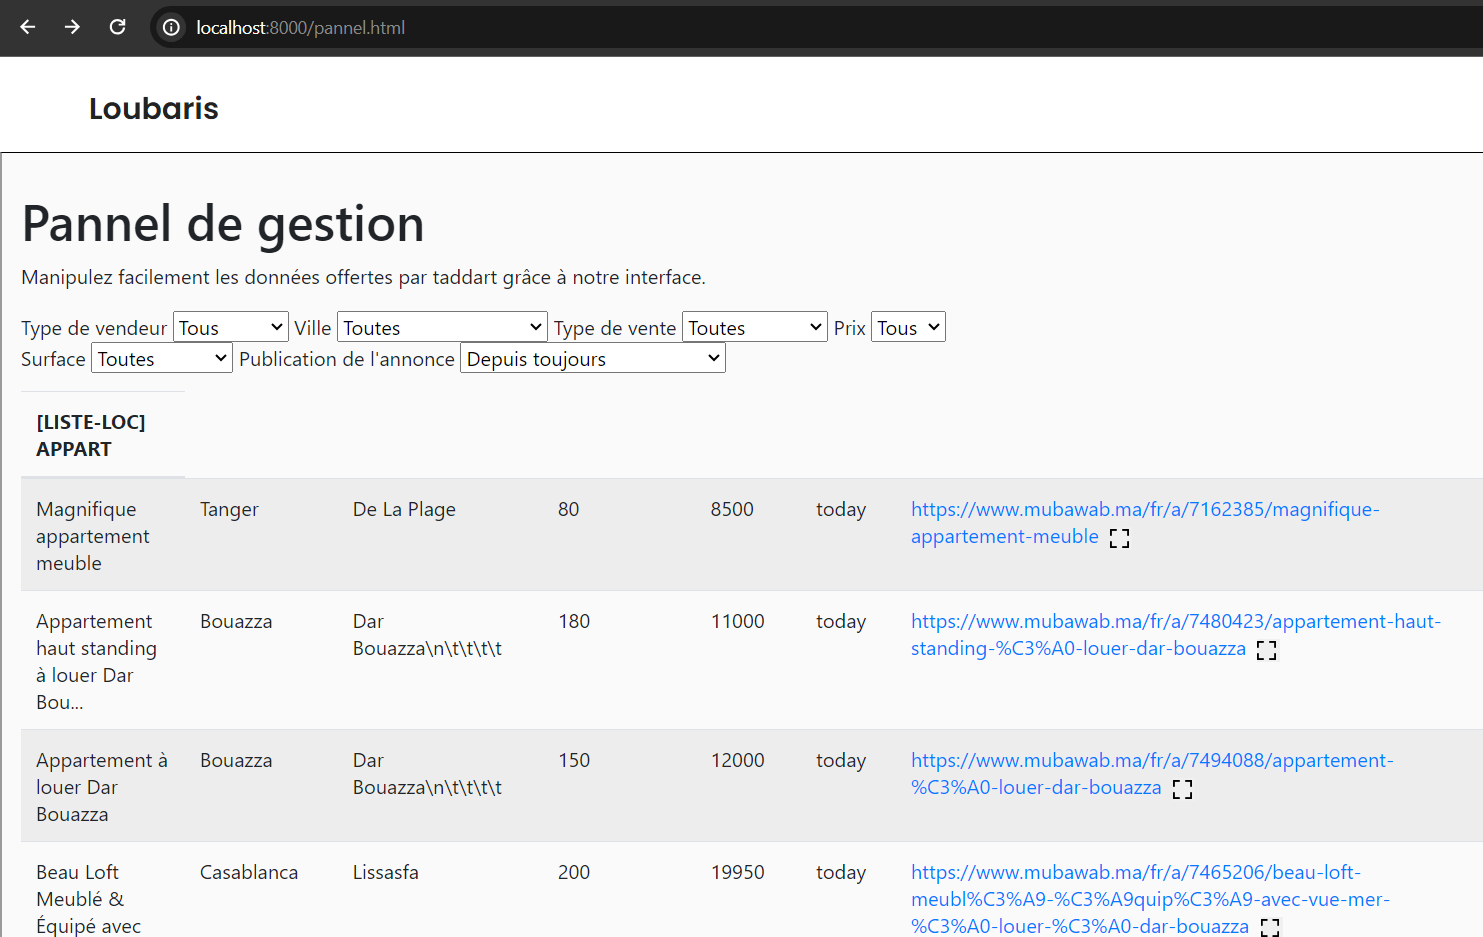 localhost:8000/pannel.html
Loubaris
Pannel de gestion
Manipulez facilement les données offertes par taddart grâce à notre interface.
Type de vendeur Tous Ville Toutes Type de vente Toutes Prix Tous
Surface Toutes Publication de l'annonce Depuis toujours
[LISTE-LOC]
APPART
Magnifique
appartement
meuble
Tanger
De La Plage
80
8500
today
https://www.mubawab.ma/fr/a/7162385/magnifique-
appartement-meuble
Appartement
haut standing
à louer Dar
Bou...
Bouazza
Dar
Bouazza\n\t\t\t\t
180
11000
today
https://www.mubawab.ma/fr/a/7480423/appartement-haut-
standing-%C3%A0-louer-dar-bouazza
Appartement à
louer Dar
Bouazza
Bouazza
Dar
Bouazza\n\t\t\t\t
150
12000
today
https://www.mubawab.ma/fr/a/7494088/appartement-
%C3%A0-louer-dar-bouazza
Beau Loft
Meublé &
Équipé avec
Casablanca
Lissasfa
200
19950
today
https://www.mubawab.ma/fr/a/7465206/beau-loft-
meubl%C3%A9-%C3%A9quip%C3%A9-avec-vue-mer-
%C3%A0-louer-%C3%A0-dar-bouazza